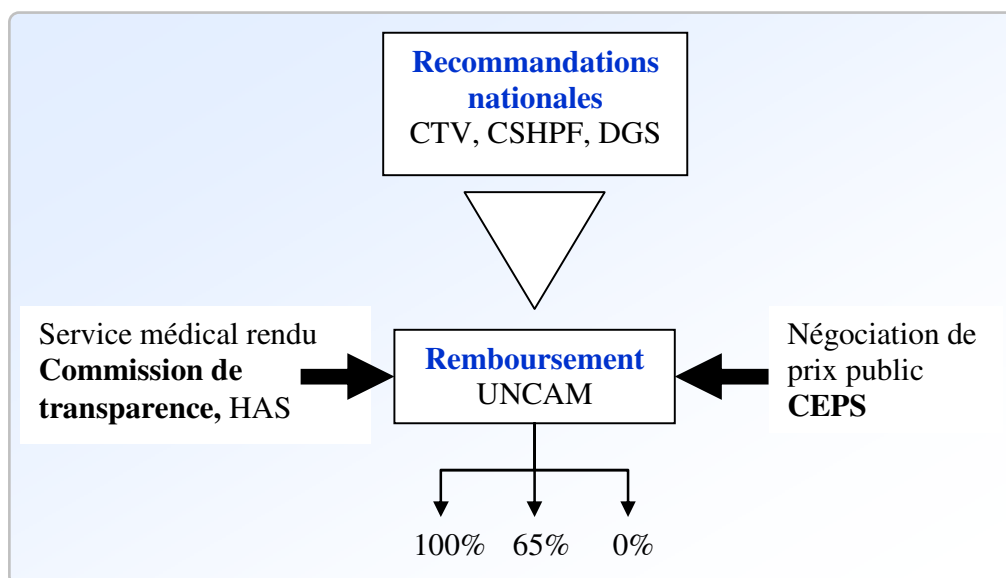 Recommandations
nationales
CTV, CSHPF, DGS
Service médical rendu
Commission de
transparence, HAS
Remboursement
UNCAM
Négociation de
prix public
CEPS
100% 65% 0%